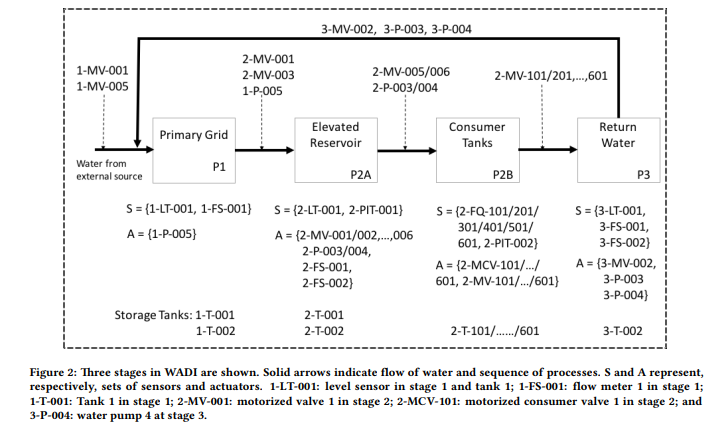 3-MV-002, 3-P-003, 3-P-004
1-MV-001
1-MV-005
2-MV-001
2-MV-003
1-P-005
2-MV-005/006
2-P-003/004
2-MV-101/201,...,601
Primary Grid
P1
Elevated
Reservoir
P2A
Consumer
Tanks
P2B
Return
Water
P3
Water from
external source
S = {1-LT-001, 1-FS-001}
A = {1-P-005}
S = {2-LT-001, 2-PIT-001}
A = {2-MV-001/002,...,006
2-P-003/004,
2-FS-001,
2-FS-002}
S = {2-FQ-101/201/
301/401/501/
601, 2-PIT-002}
A = {2-MCV-101/.../
601, 2-MV-101/.../601}
S = {3-LT-001,
3-FS-001,
3-FS-002}
A = {3-MV-002,
3-P-003
3-P-004}
Storage Tanks: 1-T-001
1-T-002
2-T-001
2-T-002
2-T-101/....../601
3-T-002
Figure 2: Three stages in WADI are shown. Solid arrows indicate flow of water and sequence of processes. S and A represent,
respectively, sets of sensors and actuators. 1-LT-001: level sensor in stage 1 and tank 1; 1-FS-001: flow meter 1 in stage 1;
1-T-001: Tank 1 in stage 1; 2-MV-001: motorized valve 1 in stage 2; 2-MCV-101: motorized consumer valve 1 in stage 2; and
3-P-004: water pump 4 at stage 3.